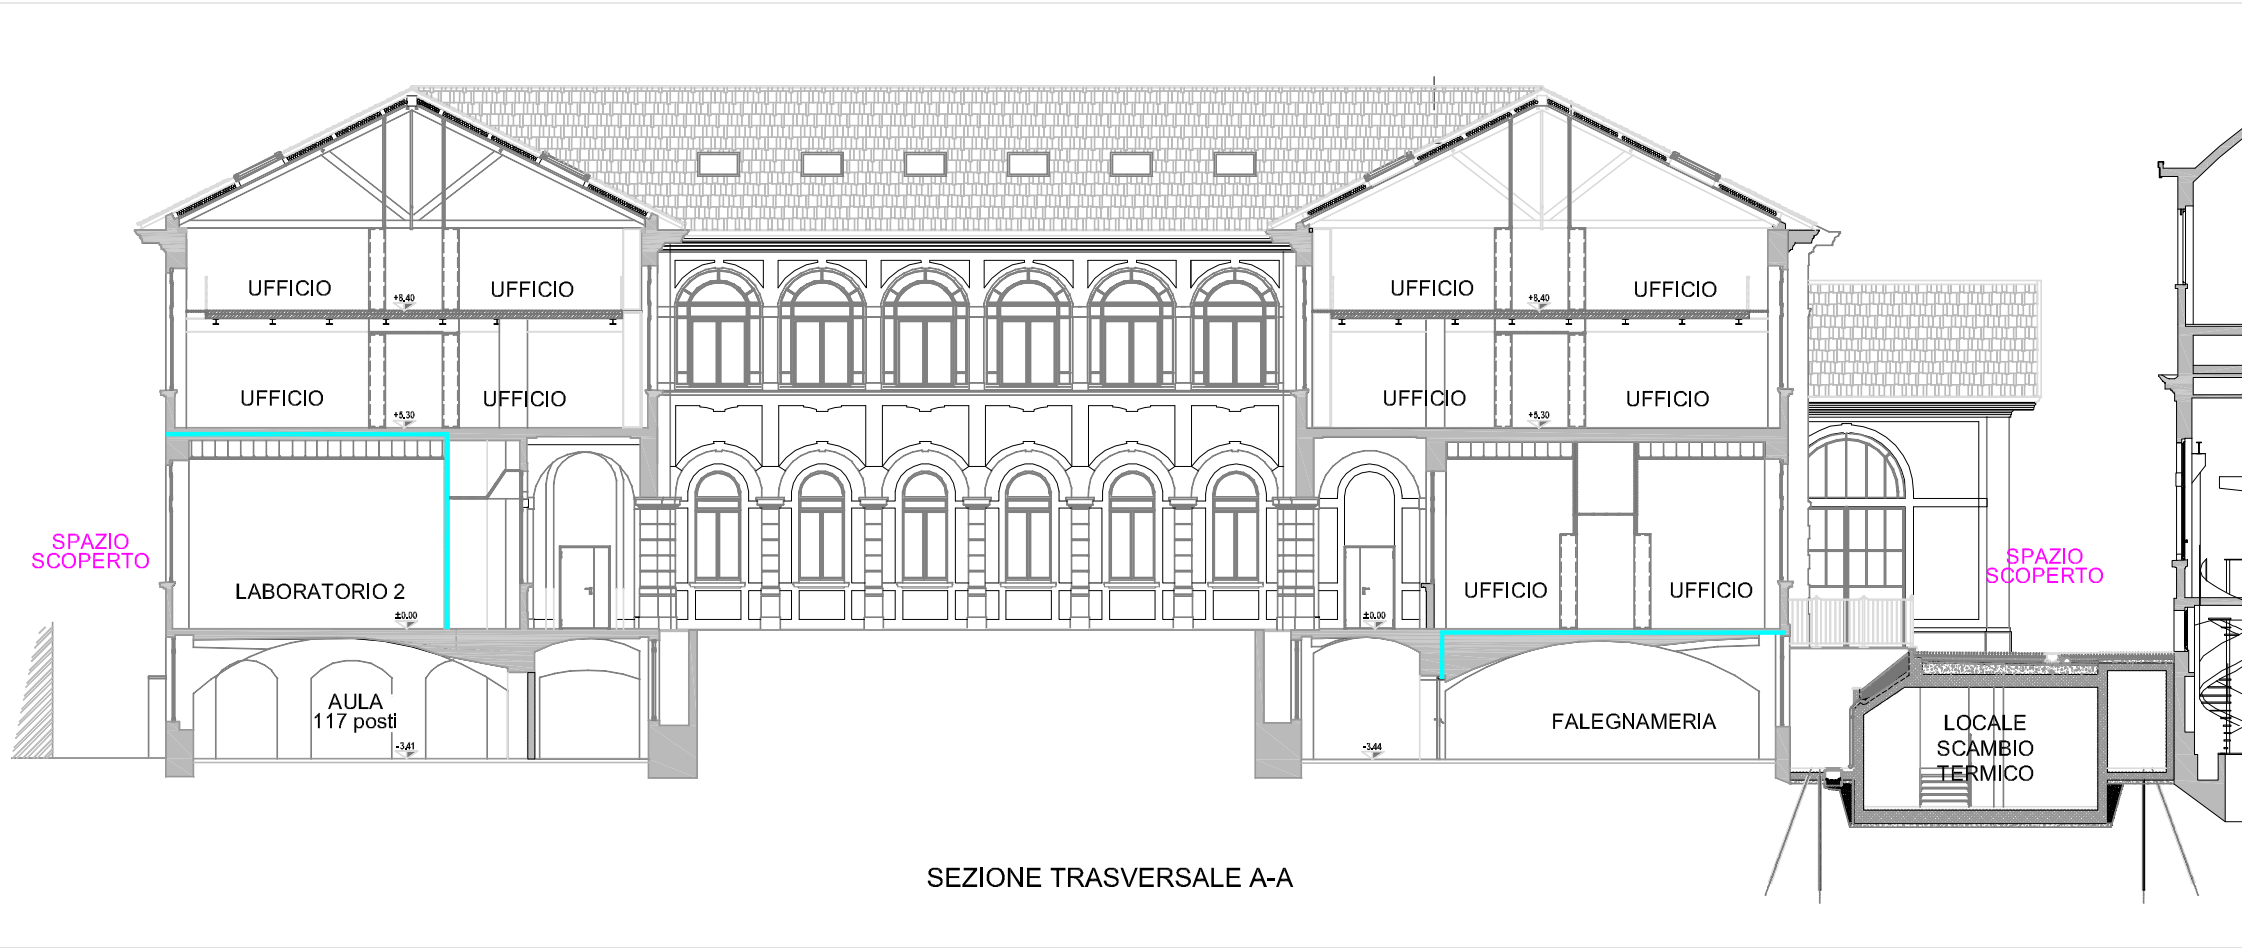 UFFICIO
UFFICIO
UFFICIO
UFFICIO
+8.40
+8.40
UFFICIO
UFFICIO
UFFICIO
UFFICIO
+5.30
+5.30
SPAZIO
SCOPERTO
SPAZIO
SCOPERTO
LABORATORIO 2
UFFICIO
UFFICIO
±0.00
±0.00
AULA
117 posti
-3.41
-3.44
FALEGNAMERIA
LOCALE
SCAMBIO
TERMICO
SEZIONE TRASVERSALE A-A